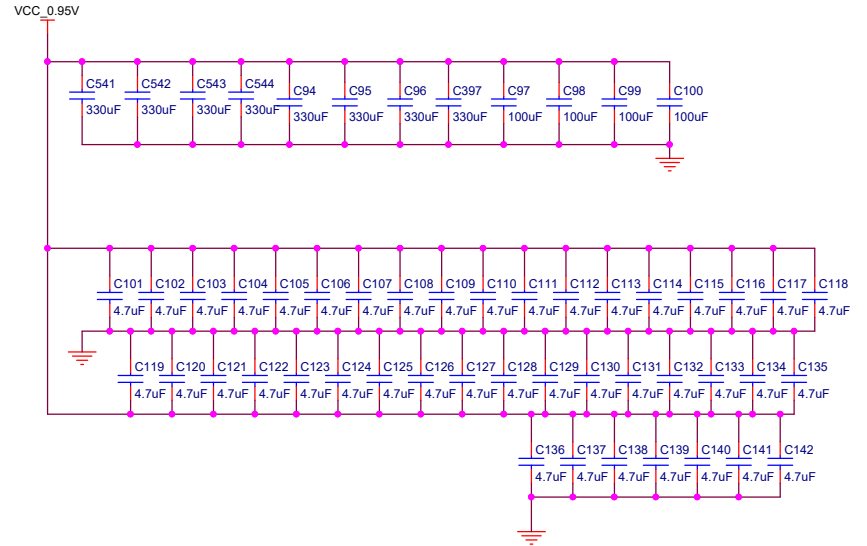 VCC_0.95V
C541 C542 C543 C544 C94 C95 C96 C397 C97 C98 C99 C100
330uF 330uF 330uF 330uF 330uF 330uF 330uF 330uF 100uF 100uF 100uF 100uF
C101 C102 C103 C104 C105 C106 C107 C108 C109 C110 C111 C112 C113 C114 C115 C116 C117 C118
4.7uF 4.7uF 4.7uF 4.7uF 4.7uF 4.7uF 4.7uF 4.7uF 4.7uF 4.7uF 4.7uF 4.7uF 4.7uF 4.7uF 4.7uF 4.7uF 4.7uF 4.7uF
C119 C120 C121 C122 C123 C124 C125 C126 C127 C128 C129 C130 C131 C132 C133 C134 C135
4.7uF 4.7uF 4.7uF 4.7uF 4.7uF 4.7uF 4.7uF 4.7uF 4.7uF 4.7uF 4.7uF 4.7uF 4.7uF 4.7uF 4.7uF 4.7uF 4.7uF
C136 C137 C138 C139 C140 C141 C142
4.7uF 4.7uF 4.7uF 4.7uF 4.7uF 4.7uF 4.7uF